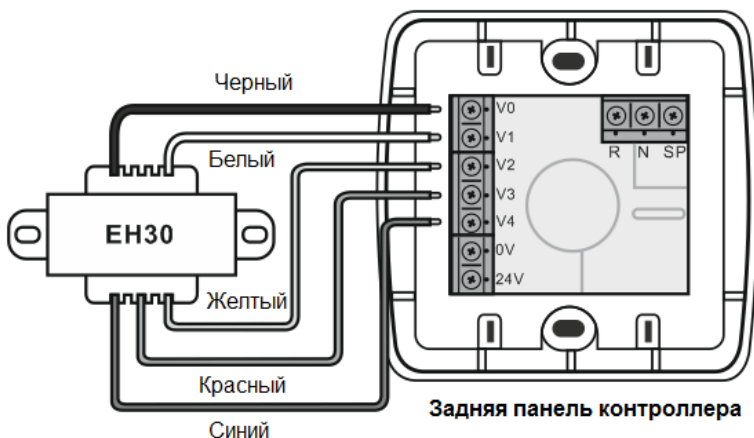 Черный
Белый
EH30
Желтый
Красный
Синий
V0
V1
V2
V3
V4
0V
24V
R N SP
Задняя панель контроллера